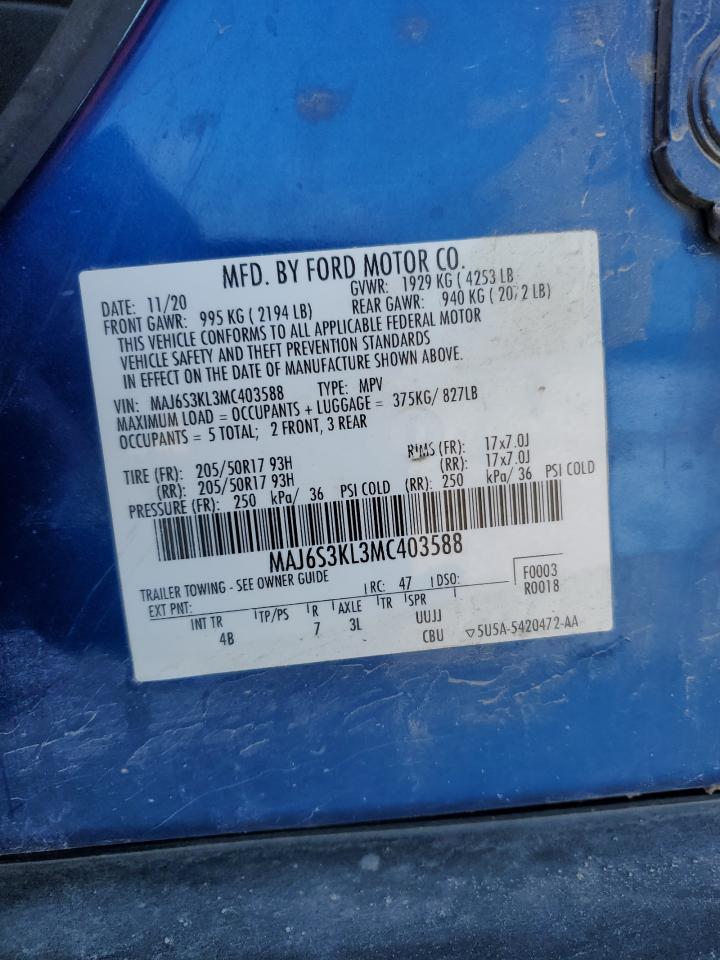 MFD. BY FORD MOTOR CO.
DATE: 11/20 GVWR: 1929 KG ( 4253 LB
FRONT GAWR: 995 KG ( 2194 LB) REAR GAWR: 940 KG ( 2072 LB)
THIS VEHICLE CONFORMS TO ALL APPLICABLE FEDERAL MOTOR
VEHICLE SAFETY AND THEFT PREVENTION STANDARDS
IN EFFECT ON THE DATE OF MANUFACTURE SHOWN ABOVE.
VIN: MAJ6S3KL3MC403588 TYPE: MPV
MAXIMUM LOAD = OCCUPANTS + LUGGAGE = 375KG/ 827LB
OCCUPANTS = 5 TOTAL; 2 FRONT, 3 REAR
TIRE (FR): 205/50R17 93H RIMS (FR): 17x7.0J
(RR): 205/50R17 93H (RR): 17x7.0J
PRESSURE (FR): 250 kPa/ 36 PSI COLD (RR): 250 kPa/ 36 PSI COLD
MAJ6S3KL3MC403588
TRAILER TOWING - SEE OWNER GUIDE
EXT PNT: RC: 47 DSO: F0003
R0018
INT TR TP/PS R AXLE TR SPR
4B 7 3L UUJJ
CBU ▽5U5A-5420472-AA